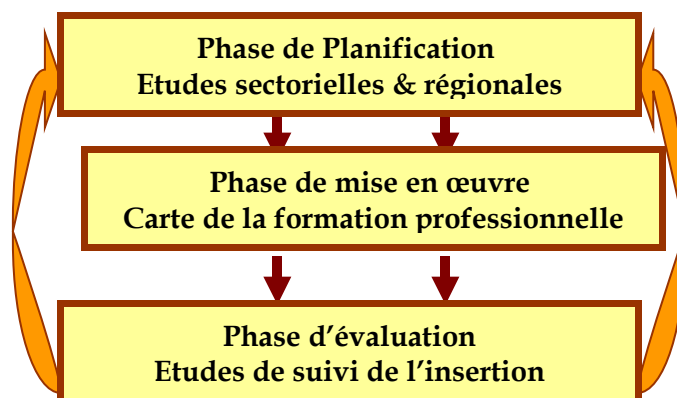 Phase de Planification
Etudes sectorielles & régionales
Phase de mise en œuvre
Carte de la formation professionnelle
Phase d’évaluation
Etudes de suivi de l’insertion